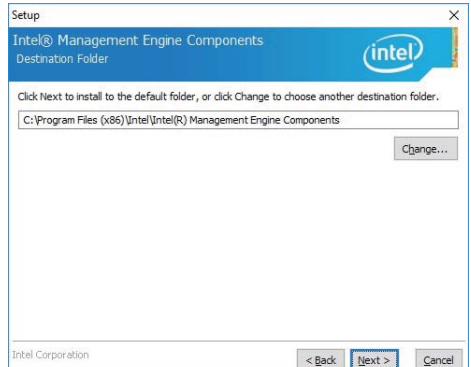 Setup
Intel® Management Engine Components
Destination Folder
intel
Click Next to install to the default folder, or click Change to choose another destination folder.
C:\Program Files (x86)\Intel\Intel(R) Management Engine Components
Change...
Intel Corporation
< Back Next > Cancel